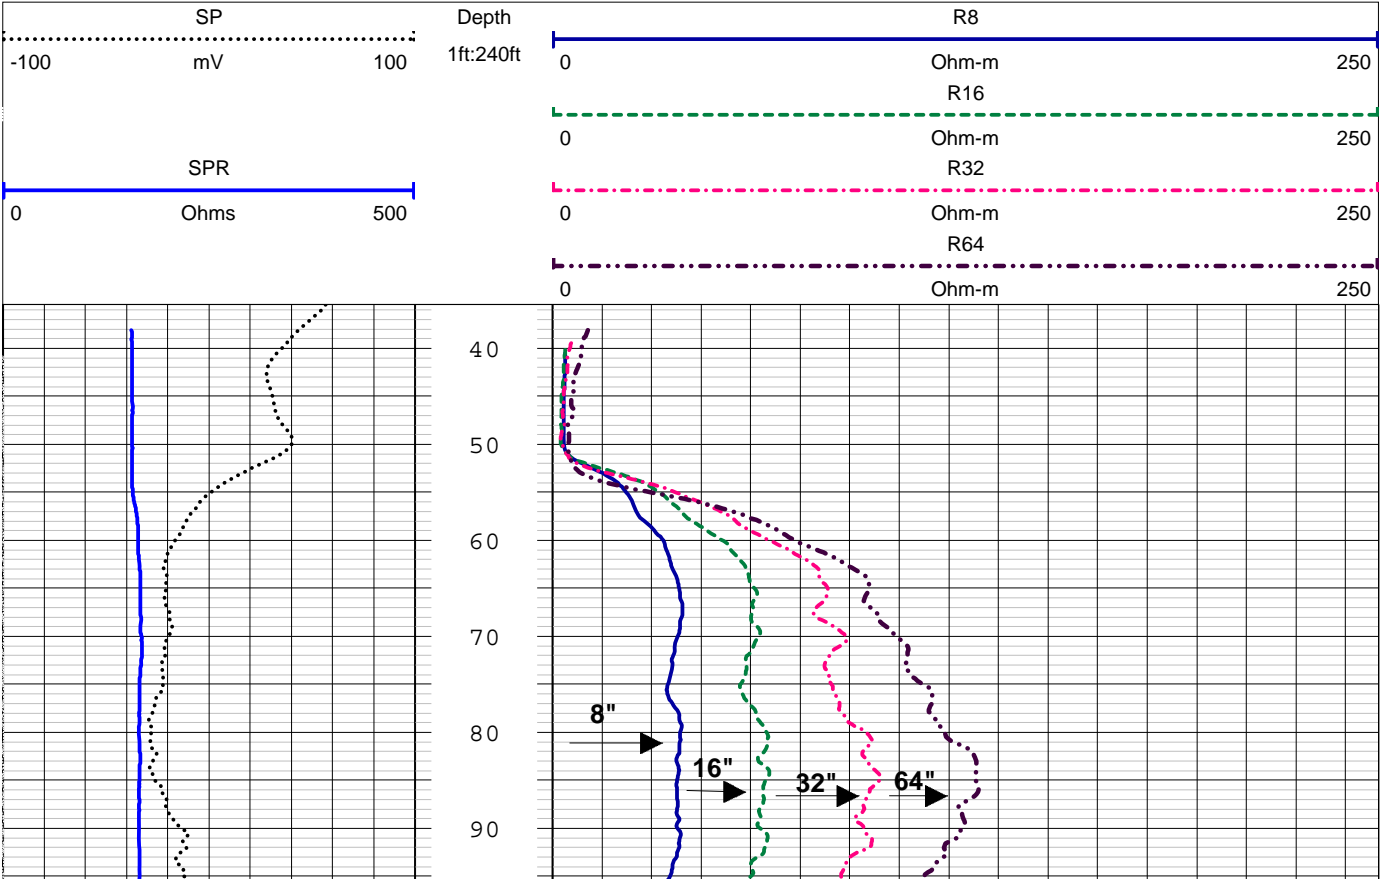 SP Depth R8
-100 mV 100 1ft:240ft 0 Ohm-m 250
R16
0 Ohm-m 250
SPR R32
0 Ohms 500 0 Ohm-m 250
R64
0 Ohm-m 250
40
50
60
70
8"
80
16"
32" 64"
90